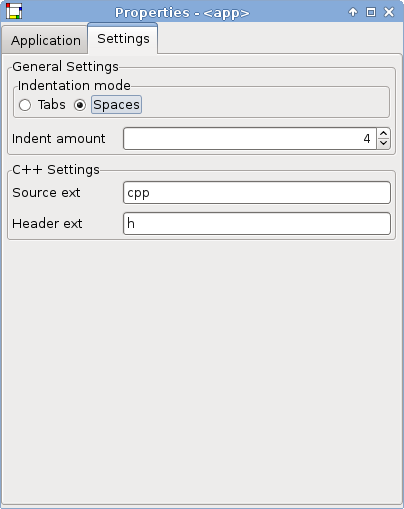 Properties - <app>
Application Settings
General Settings
Indentation mode
Tabs Spaces
Indent amount 4
C++ Settings
Source ext cpp
Header ext h